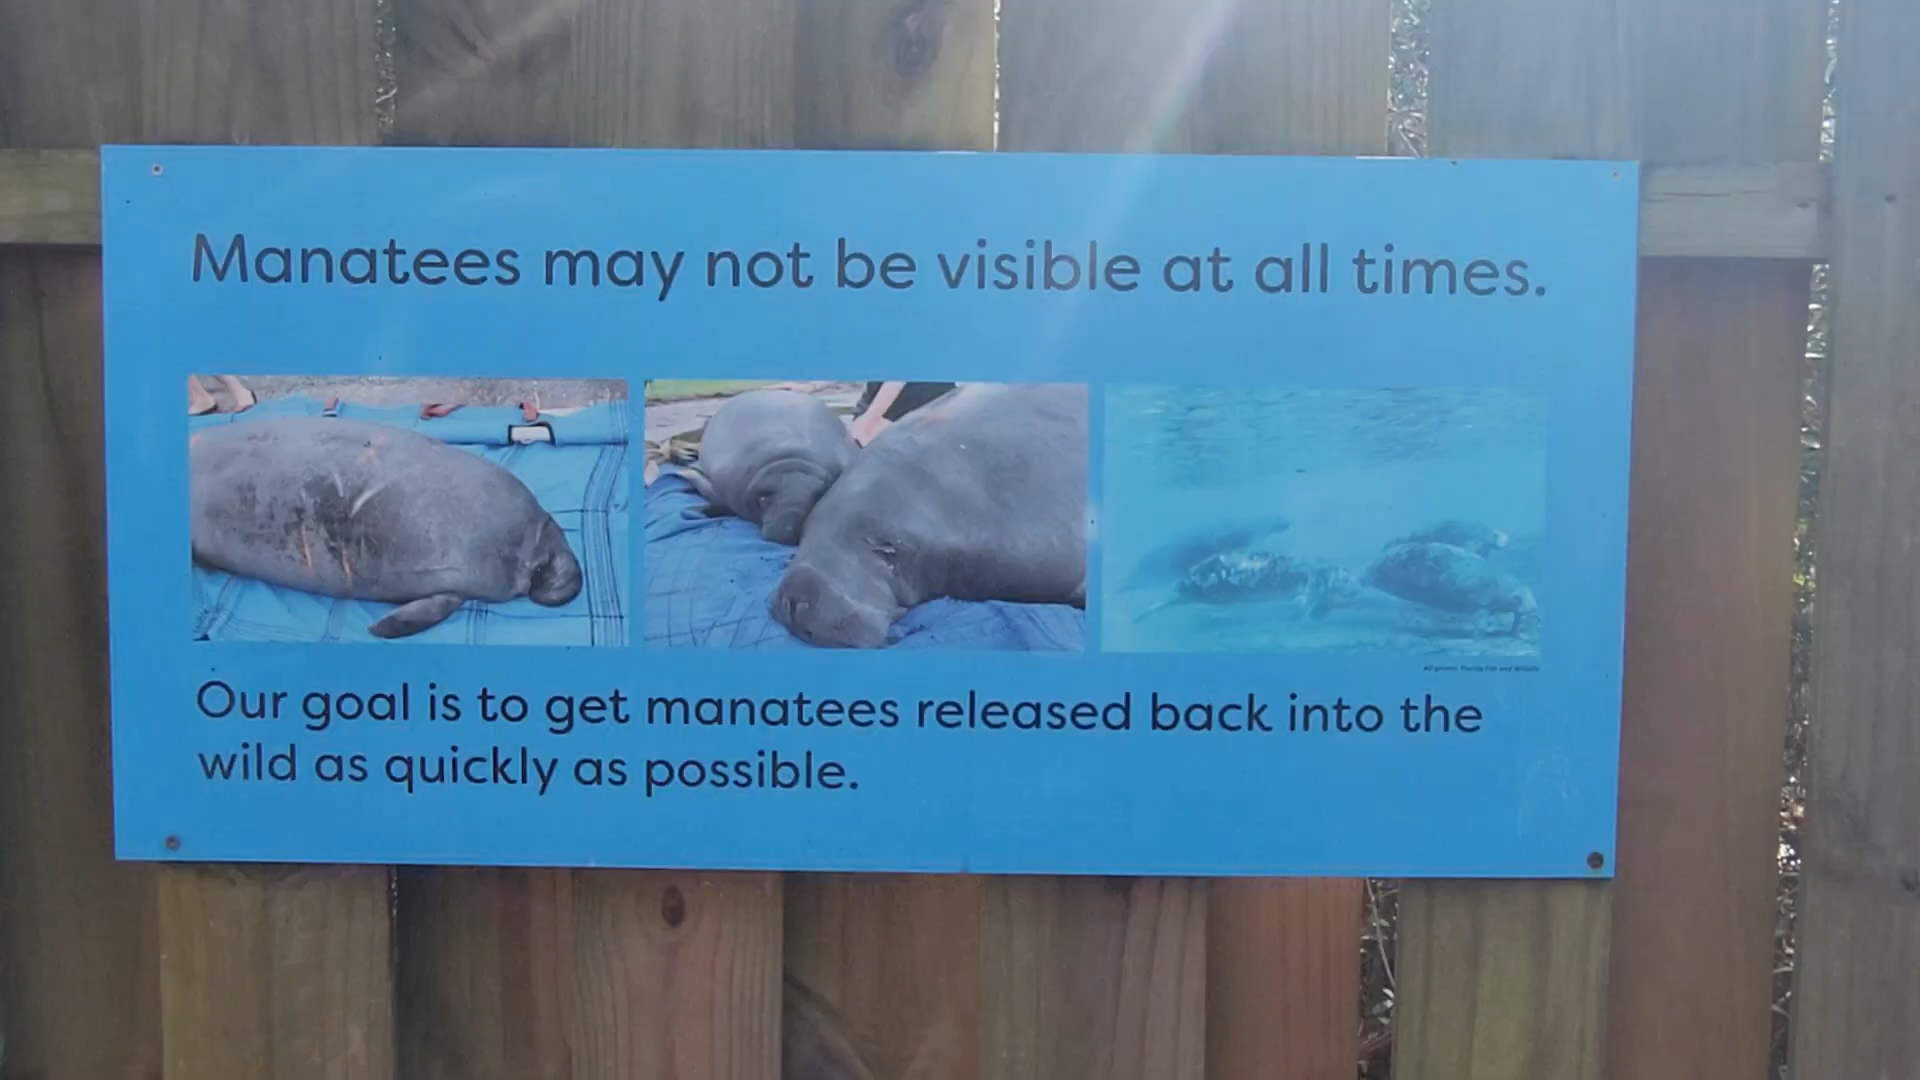 Manatees may not be visible at all times.
Our goal is to get manatees released back into the
wild as quickly as possible.